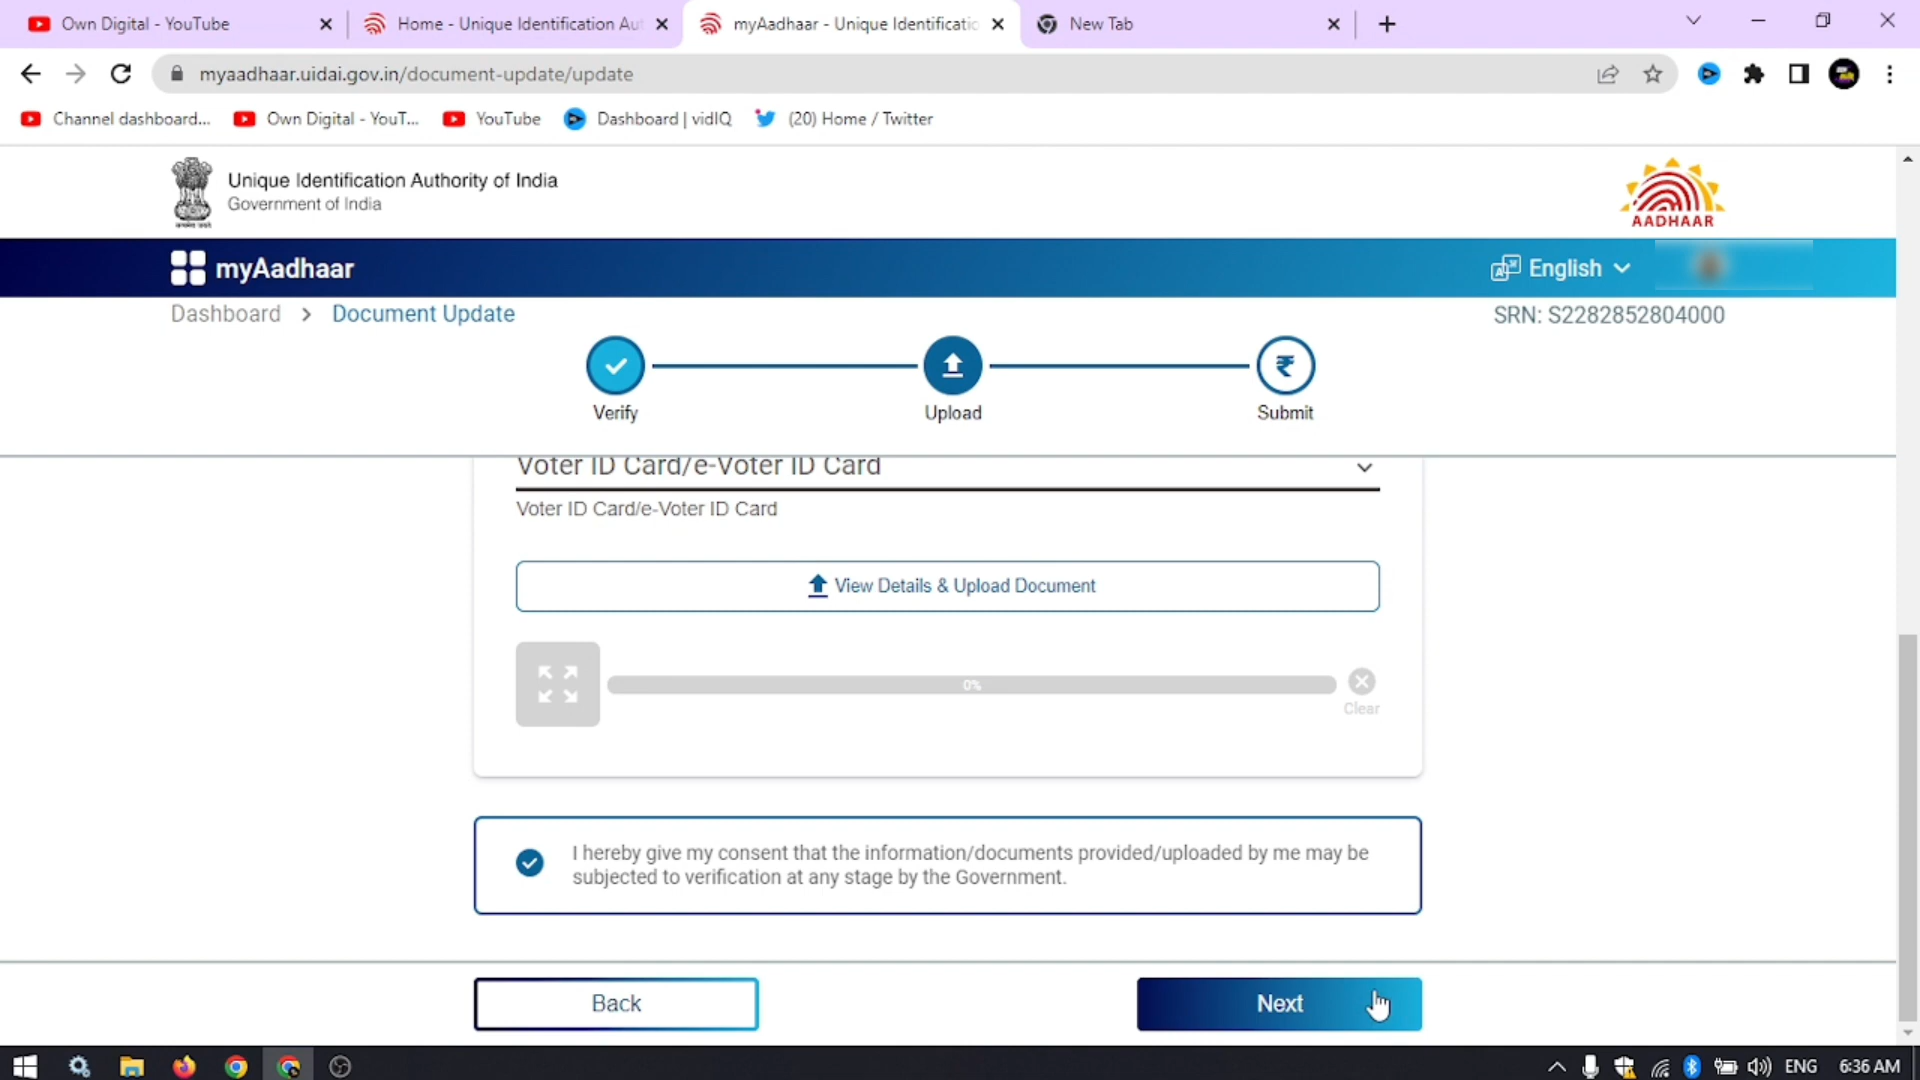 Own Digital - YouTube
Home - Unique Identification Au
myAadhaar - Unique Identificatio
New Tab
myaadhaar.uidai.gov.in/document-update/update
Channel dashboard...
Own Digital - YouT...
YouTube
Dashboard | vidIQ
(20) Home / Twitter
Unique Identification Authority of India
Government of India
AADHAAR
myAadhaar
English
Dashboard > Document Update
SRN: S2282852804000
₹
Verify
Upload
Submit
Voter ID Card/e-Voter ID Card
Voter ID Card/e-Voter ID Card
View Details & Upload Document
0%
Clear
I hereby give my consent that the information/documents provided/uploaded by me may be
subjected to verification at any stage by the Government.
Back
Next
ENG
6:36 AM